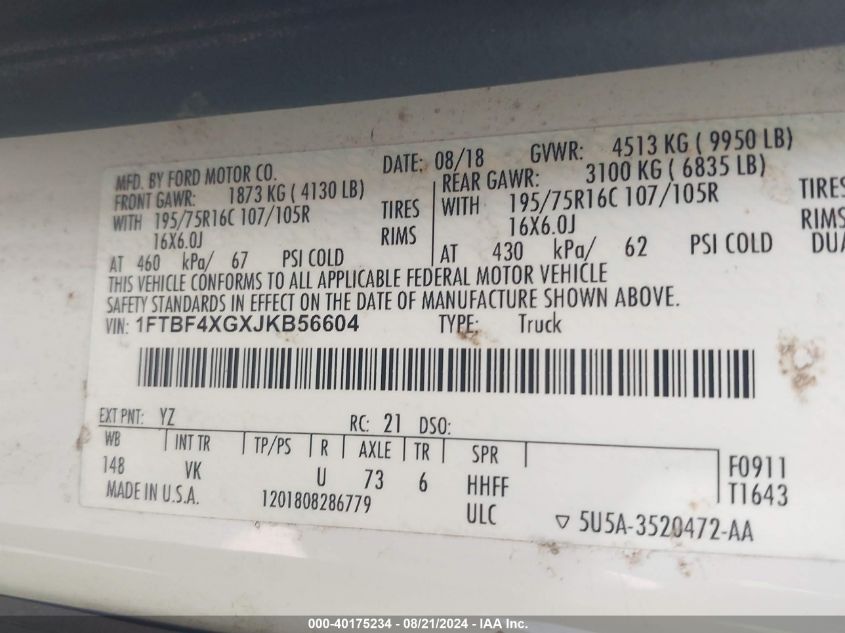 MFD. BY FORD MOTOR CO.
DATE: 08/18 GVWR: 4513 KG ( 9950 LB)
FRONT GAWR: 1873 KG ( 4130 LB)
REAR GAWR: 3100 KG ( 6835 LB)
WITH 195/75R16C 107/105R TIRES
WITH 195/75R16C 107/105R TIRES
16X6.0J RIMS
16X6.0J RIMS
AT 460 kPa/ 67 PSI COLD
AT 430 kPa/ 62 PSI COLD
THIS VEHICLE CONFORMS TO ALL APPLICABLE FEDERAL MOTOR VEHICLE
SAFETY STANDARDS IN EFFECT ON THE DATE OF MANUFACTURE SHOWN ABOVE.
VIN: 1FTBF4XGXJKB56604 TYPE: Truck
EXT PNT: YZ RC: 21 DSO:
WB INT TR TP/PS R AXLE TR SPR
148 VK U 73 6 HHFF
F0911
T1643
MADE IN U.S.A. 1201808286779 ULC
▽ 5U5A-3520472-AA
000-40175234 - 08/21/2024 - IAA Inc.